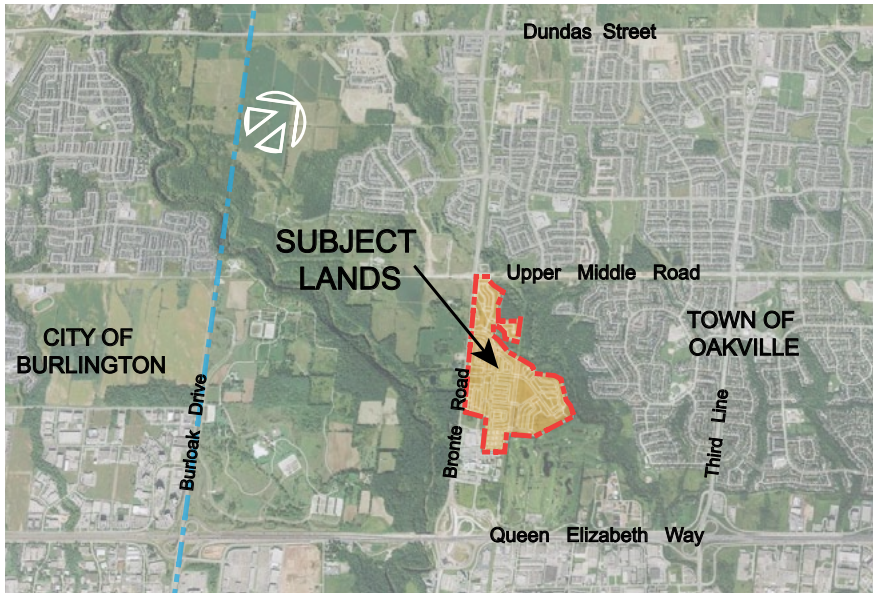 Dundas Street
SUBJECT
LANDS
Upper Middle Road
CITY OF
BURLINGTON
TOWN OF
OAKVILLE
Burloak Drive
Bronte Road
Third Line
Queen Elizabeth Way